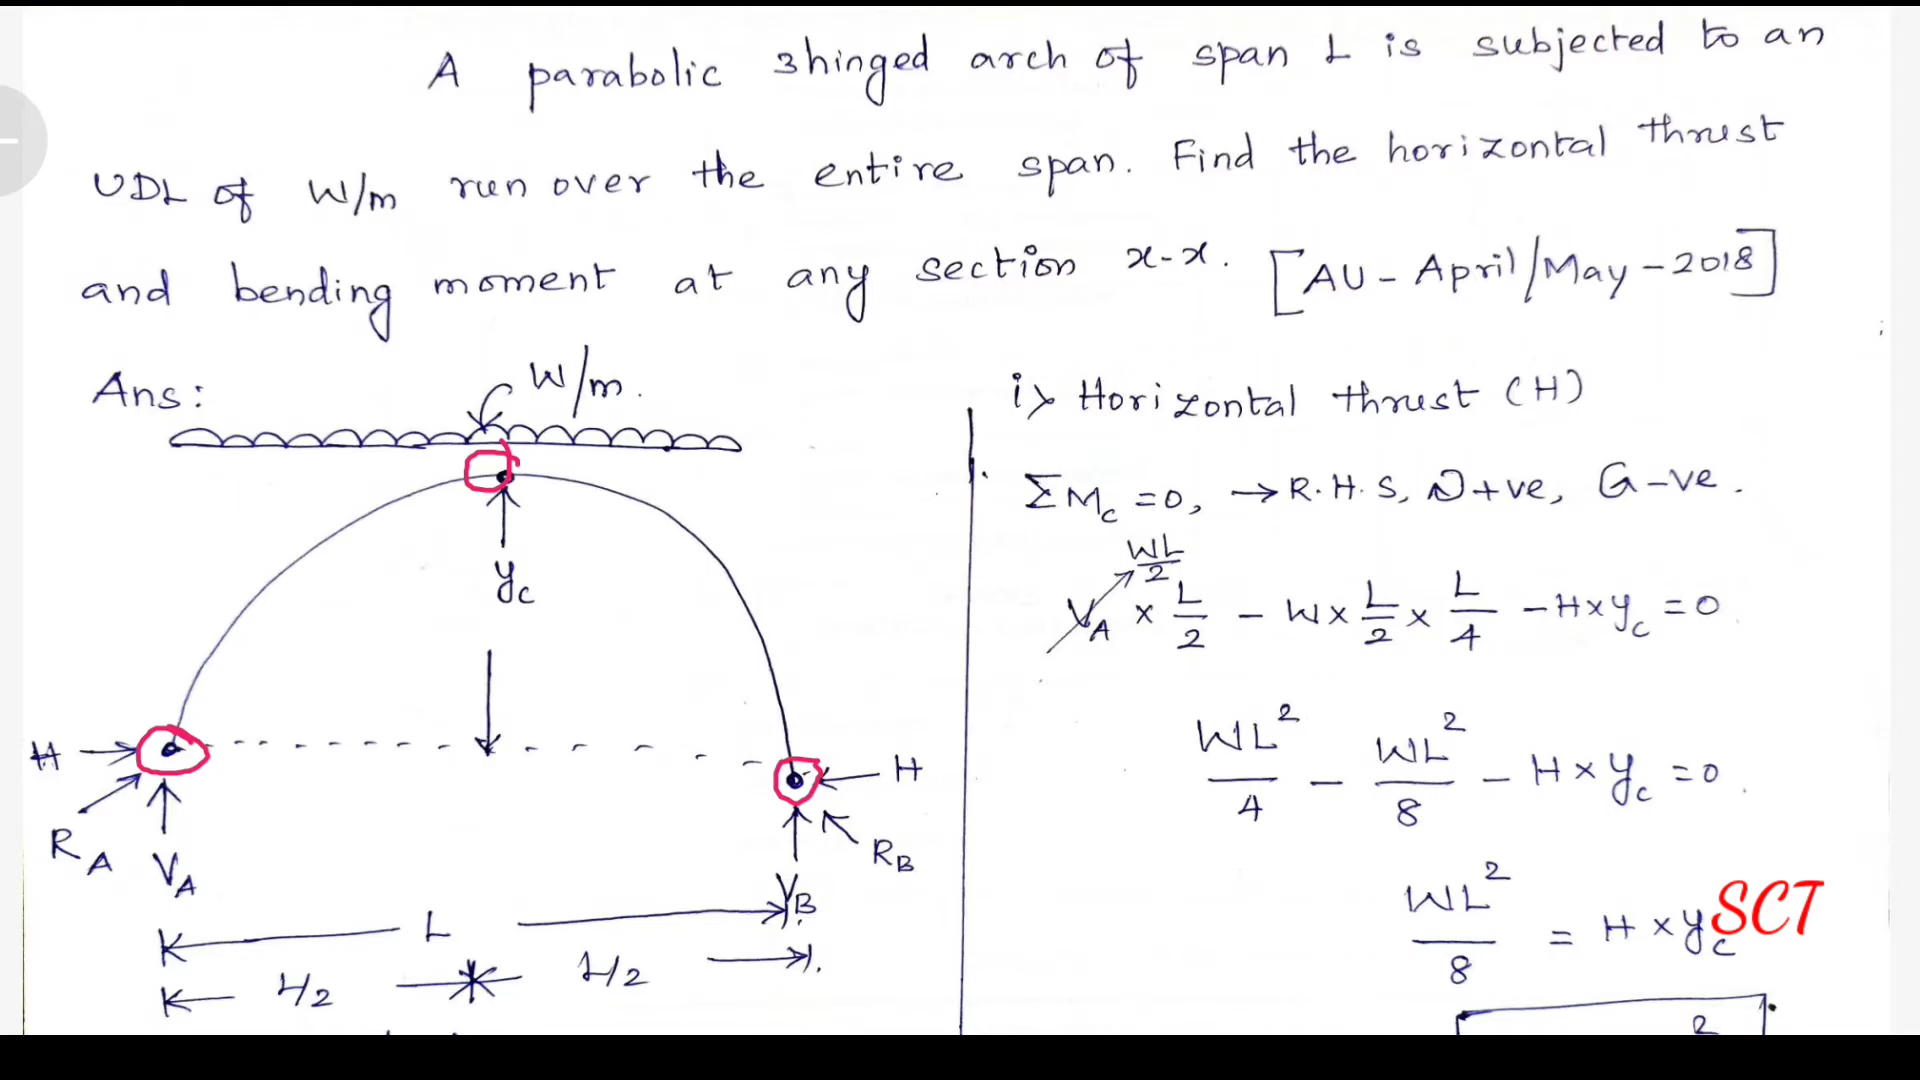 A parabolic 3hinged arch of span L is subjected to an
UDL of W/m run over the entire span. Find the horizontal thrust
and bending moment at any section x-x. [AU - April/May - 2018]
Ans:
W/m.
yc
H
RA
VA
H
RB
VB
L
L/2
L/2
i> Horizontal thrust (H)
ΣMc = 0, → R.H.S, ↻+ve, ↺-ve.
WL/2
VA × L/2 - W × L/2 × L/4 - H × yc = 0
WL²/4 - WL²/8 - H × yc = 0.
WL²/8 = H × yc
SCT
2